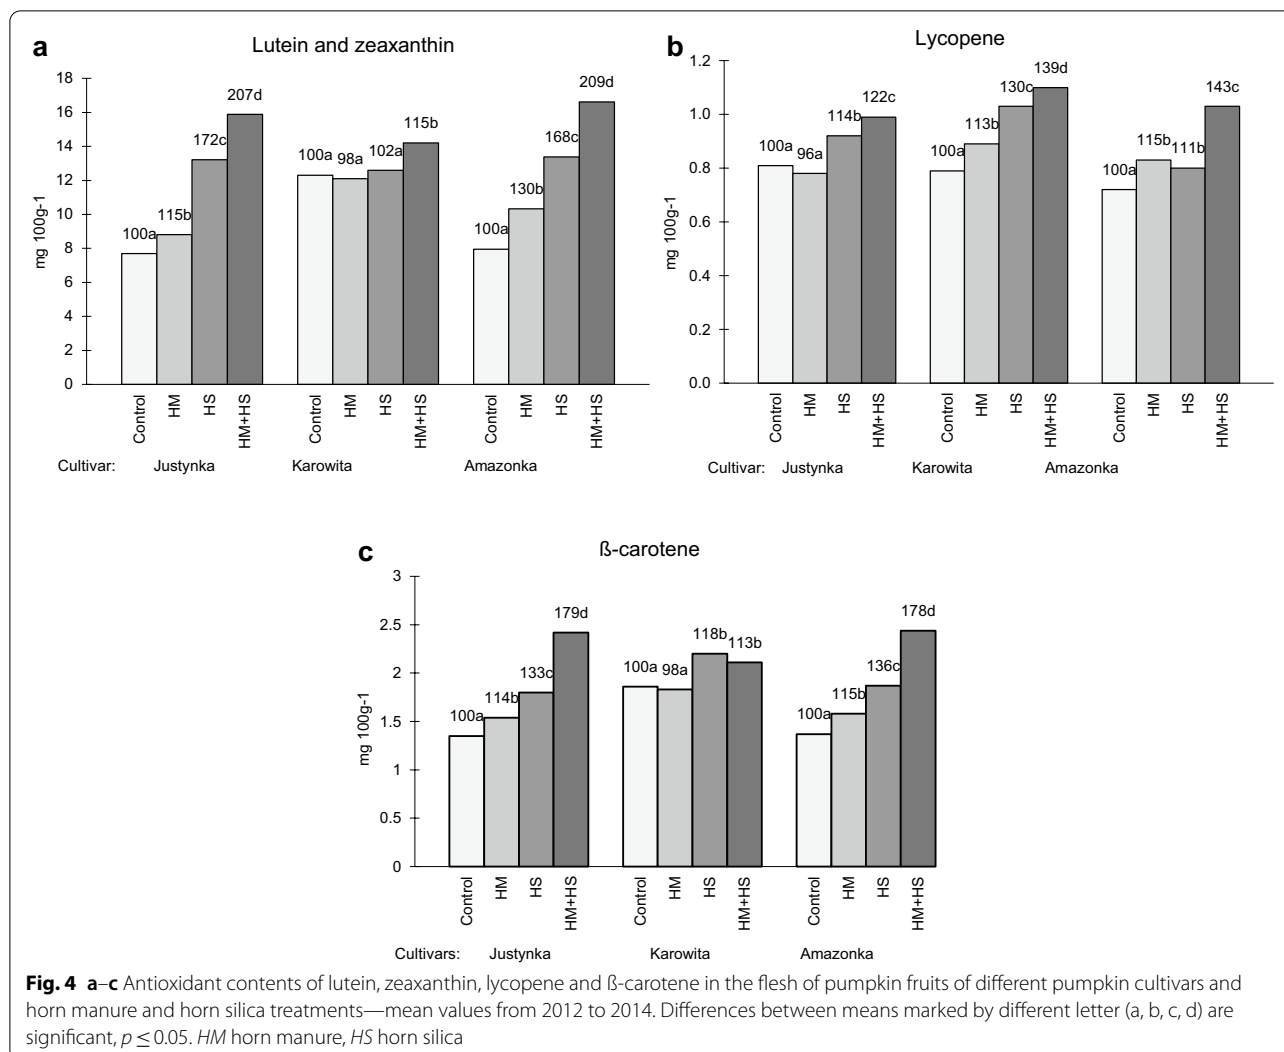 a
Lutein and zeaxanthin
mg 100g-1
18
16
14
12
10
8
6
4
2
0
100a
115b
172c
207d
100a
98a
102a
115b
100a
130b
168c
209d
Control
HM
HS
HM+HS
Control
HM
HS
HM+HS
Control
HM
HS
HM+HS
Cultivar: Justynka Karowita Amazonka
b
Lycopene
mg 100g-1
1.2
1.0
0.8
0.6
0.4
0.2
0.0
100a
96a
114b
122c
100a
113b
130c
139d
100a
115b
111b
143c
Control
HM
HS
HM+HS
Control
HM
HS
HM+HS
Control
HM
HS
HM+HS
Cultivar: Justynka Karowita Amazonka
c
ß-carotene
mg 100g-1
3
2.5
2
1.5
1
0.5
0
100a
114b
133c
179d
100a
98a
118b
113b
100a
115b
136c
178d
Control
HM
HS
HM+HS
Control
HM
HS
HM+HS
Control
HM
HS
HM+HS
Cultivars: Justynka Karowita Amazonka
Fig. 4 a–c Antioxidant contents of lutein, zeaxanthin, lycopene and ß-carotene in the flesh of pumpkin fruits of different pumpkin cultivars and
horn manure and horn silica treatments—mean values from 2012 to 2014. Differences between means marked by different letter (a, b, c, d) are
significant, p ≤ 0.05. HM horn manure, HS horn silica